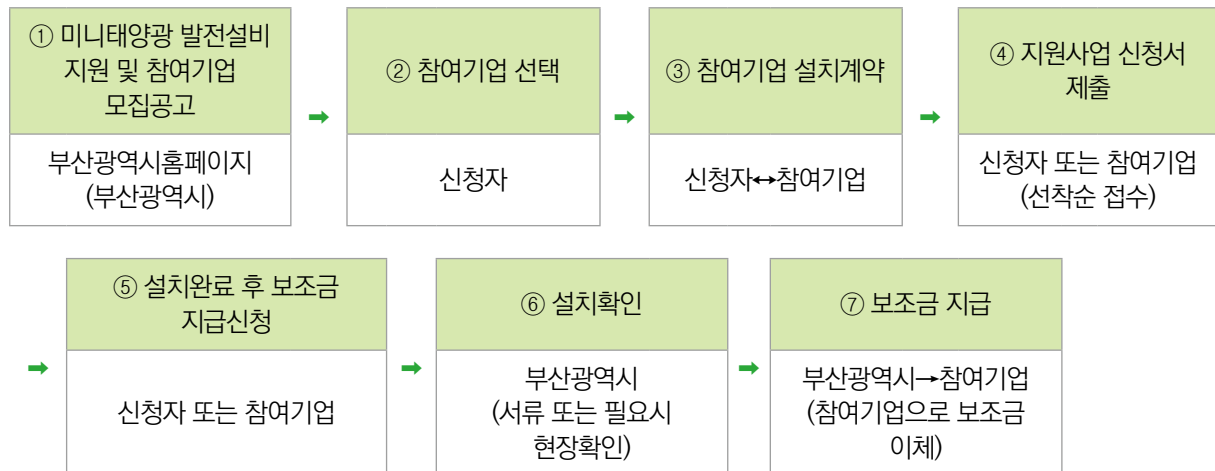 ① 미니태양광 발전설비
지원 및 참여기업
모집공고
부산광역시홈페이지
(부산광역시)
➡
② 참여기업 선택
신청자
➡
③ 참여기업 설치계약
신청자↔참여기업
➡
④ 지원사업 신청서
제출
신청자 또는 참여기업
(선착순 접수)
➡
⑤ 설치완료 후 보조금
지급신청
신청자 또는 참여기업
➡
⑥ 설치확인
부산광역시
(서류 또는 필요시
현장확인)
➡
⑦ 보조금 지급
부산광역시→참여기업
(참여기업으로 보조금
이체)